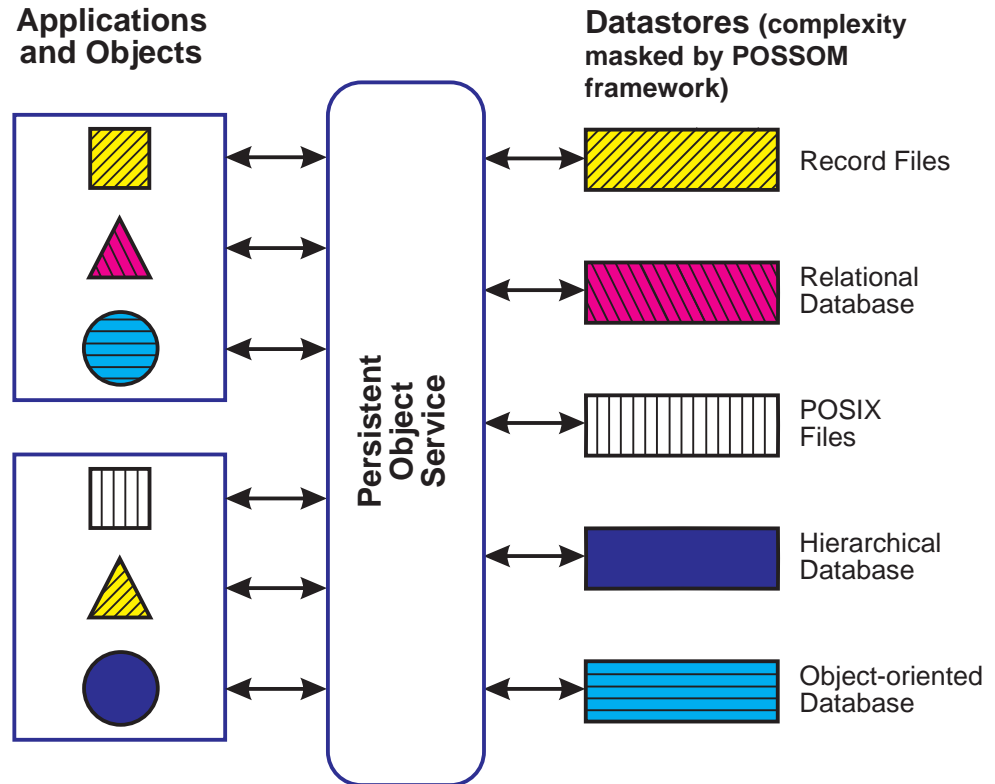 Applications
and Objects
Datastores (complexity
masked by POSSOM
framework)
Persistent
Object
Service
Record Files
Relational
Database
POSIX
Files
Hierarchical
Database
Object-oriented
Database